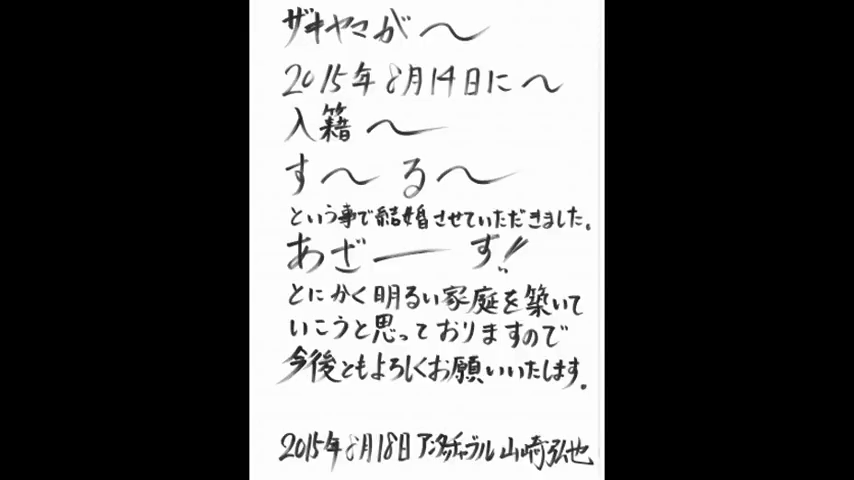 ザキヤマが〜
2015年8月14日に〜
入籍〜
す〜る〜
という事で結婚させていただきました。
あざーーす!!
とにかく明るい家庭を築いて
いこうと思っておりますので
今後ともよろしくお願いいたします。
2015年8月18日 アンタッチャブル 山崎弘也